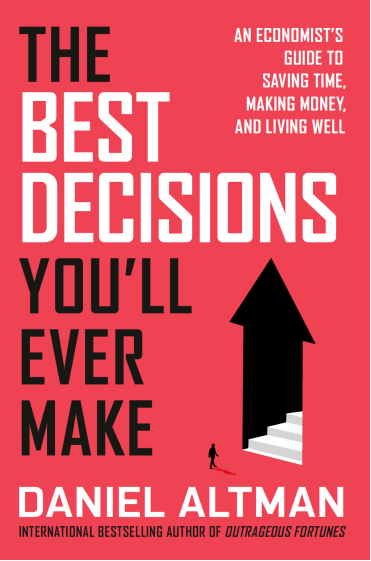 THE
BEST
DECISIONS
YOU'LL
EVER
MAKE
AN ECONOMIST'S
GUIDE TO
SAVING TIME,
MAKING MONEY,
AND LIVING WELL
DANIEL ALTMAN
INTERNATIONAL BESTSELLING AUTHOR OF OUTRAGEOUS FORTUNES